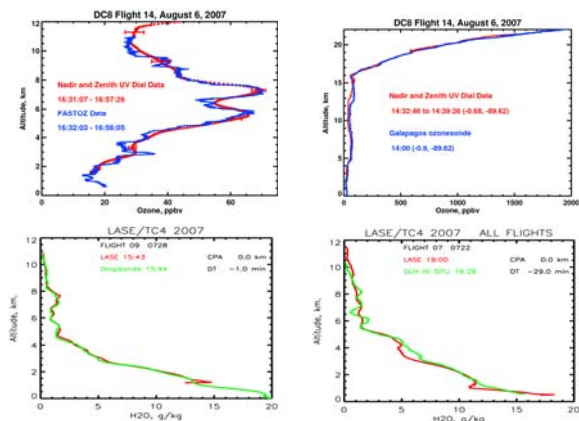 DC8 Flight 14, August 6, 2007
12
10
8
6
4
2
0
Altitude, km
Nadir and Zenith UV Dial Data
16:31:07 - 16:57:26
FASTOZ Data
16:32:03 - 16:56:05
20
40
60
Ozone, ppbv
DC8 Flight 14, August 6, 2007
20
15
10
5
0
Altitude, km
Nadir and Zenith UV Dial Data
14:32:46 to 14:39:26 (-0.68, -89.62)
Galapagos ozonesonde
14:00 (-0.9, -89.62)
0
500
1000
1500
2000
Ozone, ppbv
LASE/TC4 2007
12
10
8
6
4
2
0
Altitude, km,
FLIGHT 09 0728
LASE 15:43 CPA 0.0 km
Dropsonde 15:44 DT -1.0 min
0
5
10
15
20
H2O, g/kg
LASE/TC4 2007 ALL FLIGHTS
12
10
8
6
4
2
0
Altitude, km,
FLIGHT 07 0722
LASE 19:00 CPA 0.0 km
DLH IN SITU 18:29 DT -29.0 min
0
5
10
15
20
H2O, g/kg